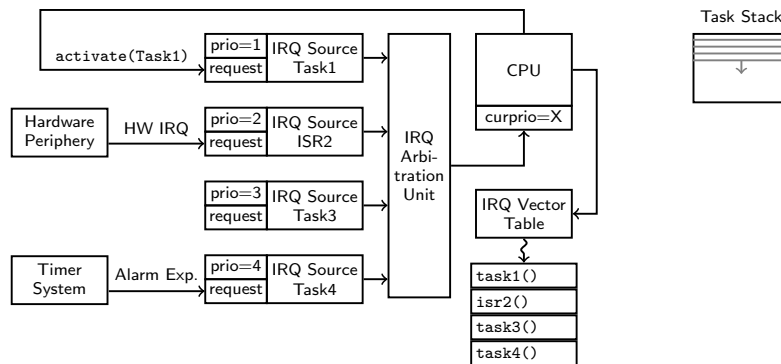 Task Stack
prio=1
request
IRQ Source
Task1
activate(Task1)
CPU
curprio=X
Hardware
Periphery
HW IRQ
prio=2
request
IRQ Source
ISR2
IRQ
Arbi-
tration
Unit
prio=3
request
IRQ Source
Task3
IRQ Vector
Table
Timer
System
Alarm Exp.
prio=4
request
IRQ Source
Task4
task1()
isr2()
task3()
task4()